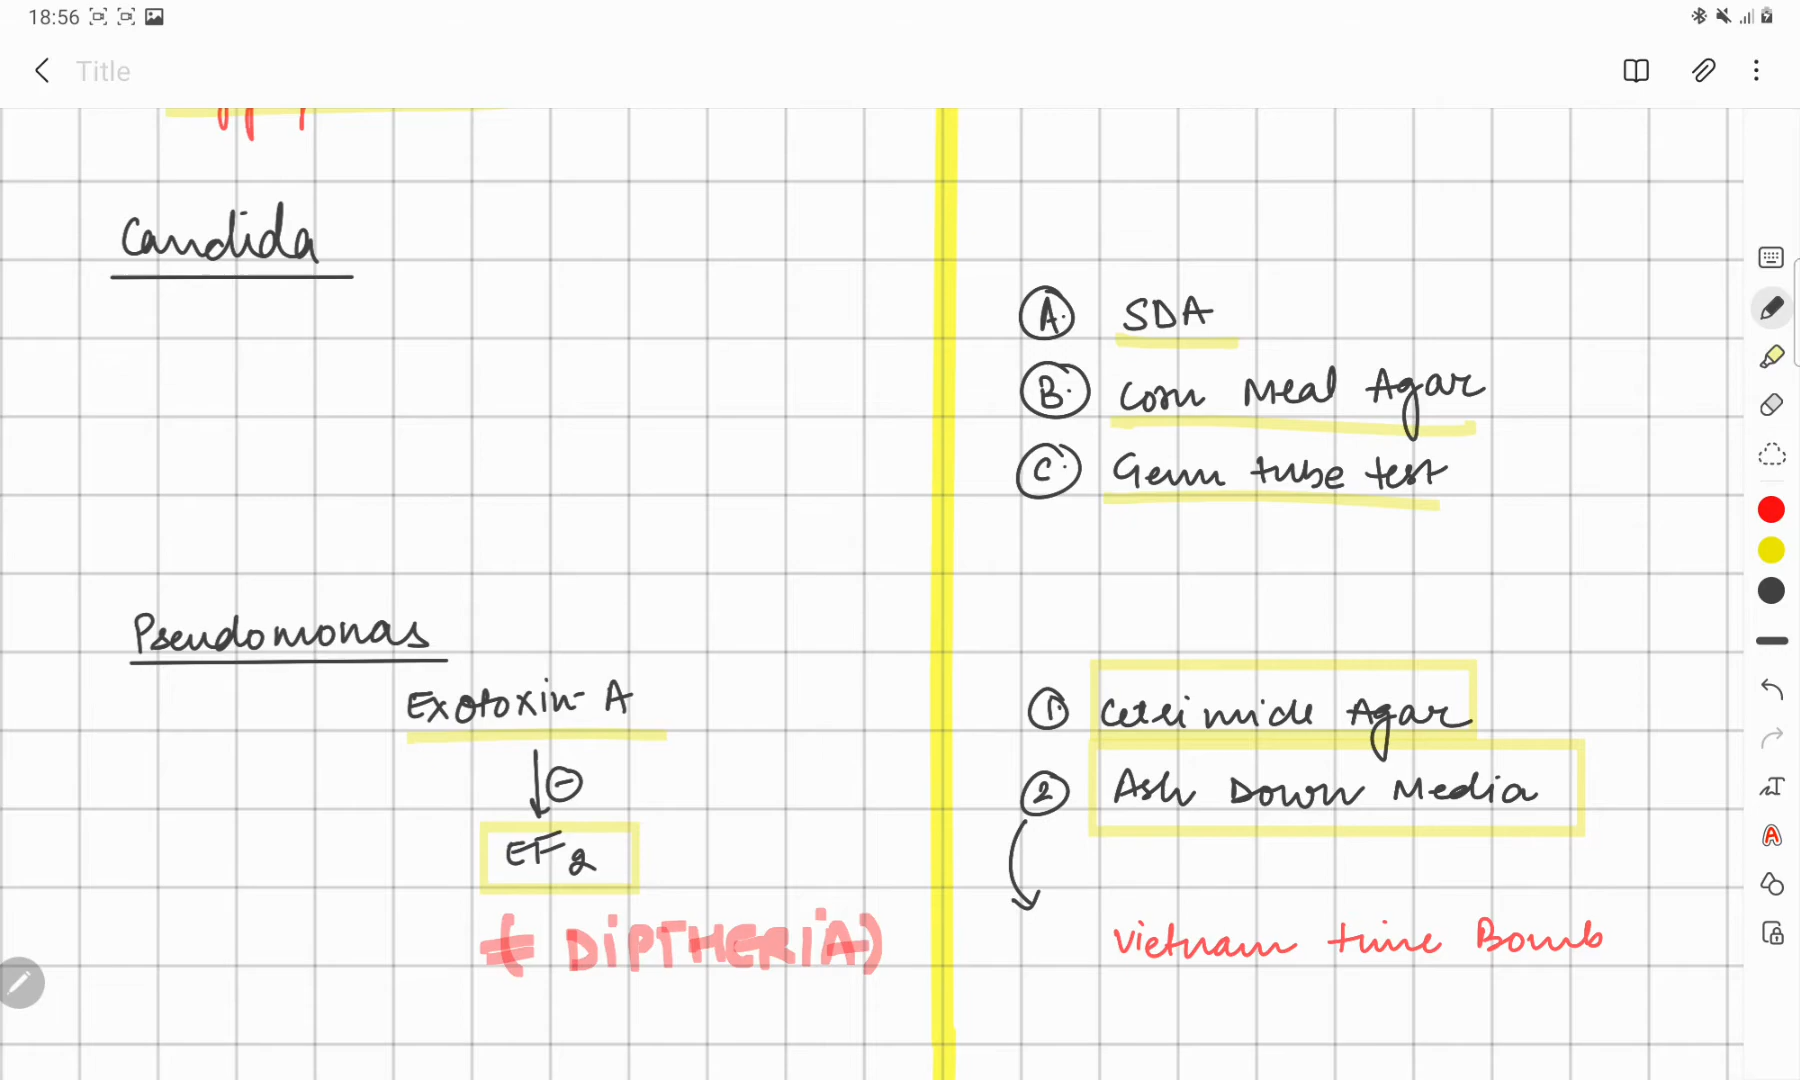 18:56
Title
Candida
A. SDA
B. Corn Meal Agar
C. Germ tube test
Pseudomonas
Exotoxin-A
EF2
(= DiPTHERiA)
1 Cetrimide Agar
2 Ash Down Media
Vietnam time Bomb